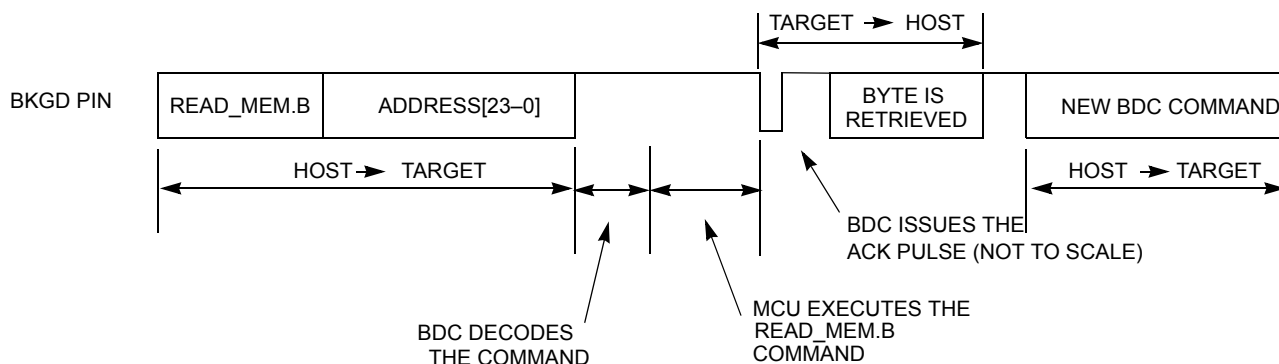 TARGET → HOST
BKGD PIN
READ_MEM.B
ADDRESS[23–0]
BYTE IS
RETRIEVED
NEW BDC COMMAND
HOST → TARGET
HOST → TARGET
BDC ISSUES THE
ACK PULSE (NOT TO SCALE)
BDC DECODES
THE COMMAND
MCU EXECUTES THE
READ_MEM.B
COMMAND